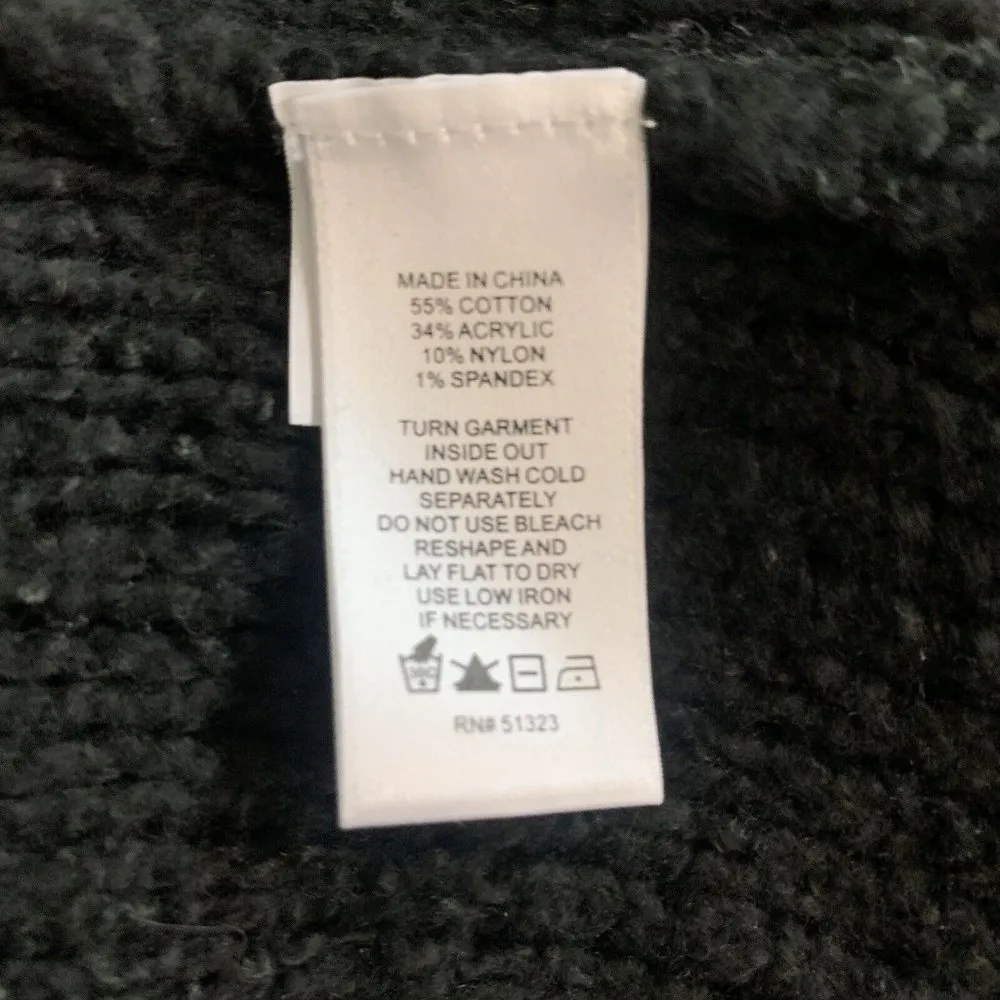 MADE IN CHINA
55% COTTON
34% ACRYLIC
10% NYLON
1% SPANDEX
TURN GARMENT
INSIDE OUT
HAND WASH COLD
SEPARATELY
DO NOT USE BLEACH
RESHAPE AND
LAY FLAT TO DRY
USE LOW IRON
IF NECESSARY
RN# 51323